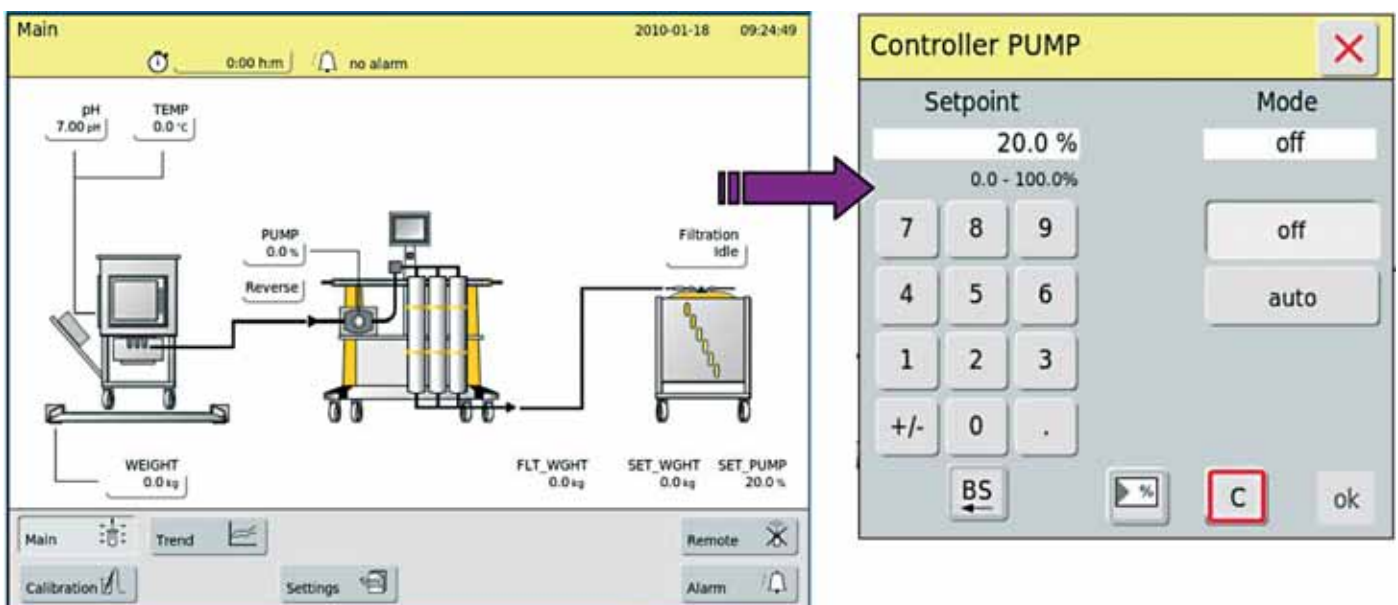 Main 2010-01-18 09:24:49
0:00 h:m no alarm
pH TEMP
7.00 pH 0.0 °C
PUMP
0.0 %
Reverse
Filtration
Idle
WEIGHT
0.0 kg
FLT_WGHT SET_WGHT SET_PUMP
0.0 kg 0.0 kg 20.0 %
Main Trend Remote
Calibration Settings Alarm
Controller PUMP
Setpoint Mode
20.0 % off
0.0 - 100.0%
7 8 9 off
4 5 6 auto
1 2 3
+/- 0 .
BS % C ok